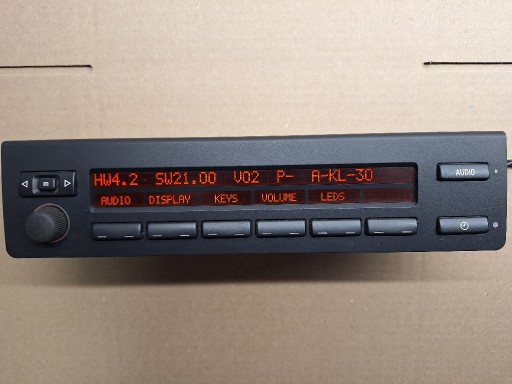 HW4.2 SW21.00 V02 P- A-KL-30
AUDIO DISPLAY KEYS VOLUME LEDS
AUDIO